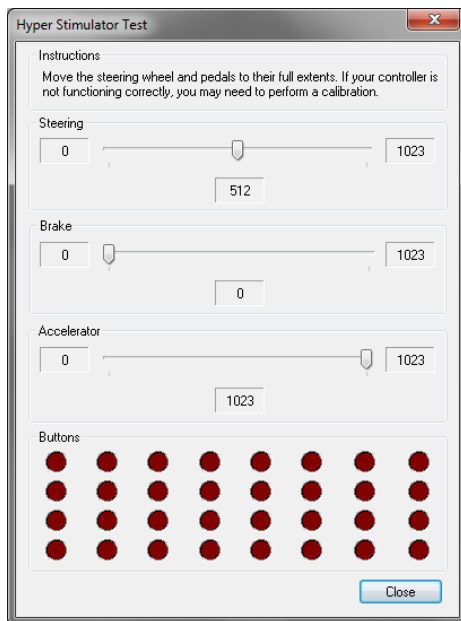 Hyper Stimulator Test
Instructions
Move the steering wheel and pedals to their full extents. If your controller is
not functioning correctly, you may need to perform a calibration.
Steering
0 1023
512
Brake
0 1023
0
Accelerator
0 1023
1023
Buttons
Close